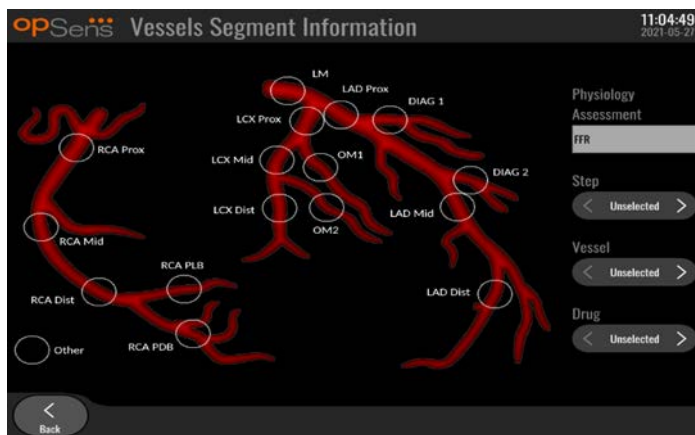 opSens Vessels Segment Information
11:04:49
2021-05-27
LM
LAD Prox
DIAG 1
LCX Prox
RCA Prox
LCX Mid
OM1
DIAG 2
LCX Dist
OM2
LAD Mid
RCA Mid
RCA PLB
RCA Dist
LAD Dist
RCA PDB
Other
Physiology
Assessment
FFR
Step
< Unselected >
Vessel
< Unselected >
Drug
< Unselected >
<
Back